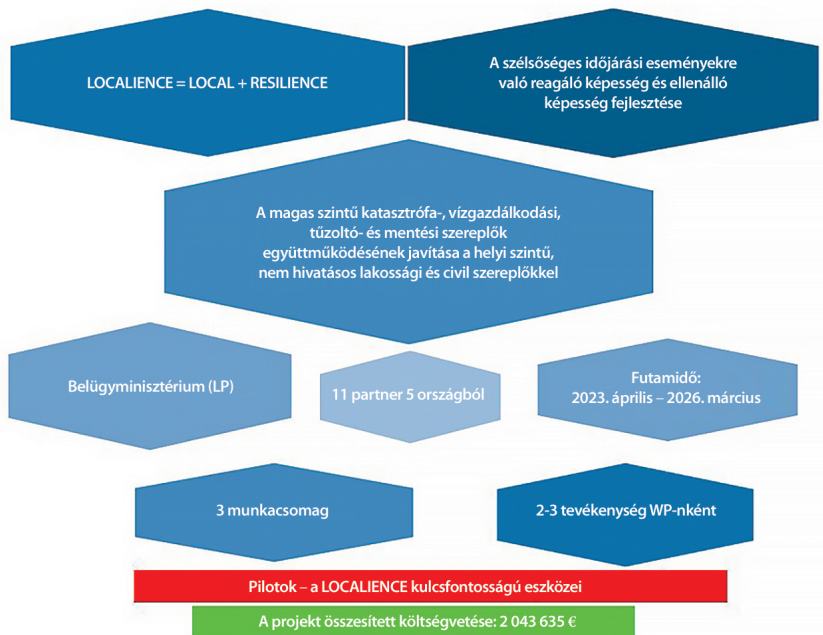 LOCALIENCE = LOCAL + RESILIENCE
A szélsőséges időjárási eseményekre
való reagáló képesség és ellenálló
képesség fejlesztése
A magas szintű katasztrófa-, vízgazdálkodási,
tűzoltó- és mentési szereplők
együttműködésének javítása a helyi szintű,
nem hivatásos lakossági és civil szereplőkkel
Belügyminisztérium (LP)
11 partner 5 országból
Futamidő:
2023. április – 2026. március
3 munkacsomag
2-3 tevékenység WP-nként
Pilotok – a LOCALIENCE kulcsfontosságú eszközei
A projekt összesített költségvetése: 2 043 635 €